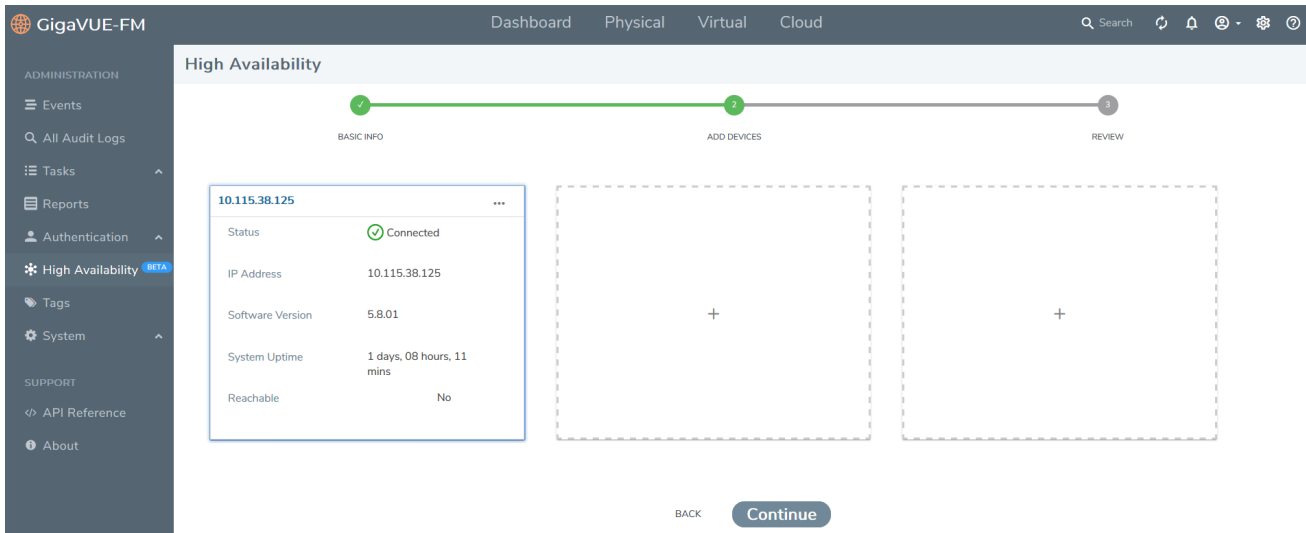 GigaVUE-FM
Dashboard Physical Virtual Cloud
Search
ADMINISTRATION
Events
All Audit Logs
Tasks
Reports
Authentication
High Availability BETA
Tags
System
SUPPORT
API Reference
About
High Availability
✓ 2 3
BASIC INFO ADD DEVICES REVIEW
10.115.38.125 ...
Status Connected
IP Address 10.115.38.125
Software Version 5.8.01
System Uptime 1 days, 08 hours, 11
mins
Reachable No
+ +
BACK Continue